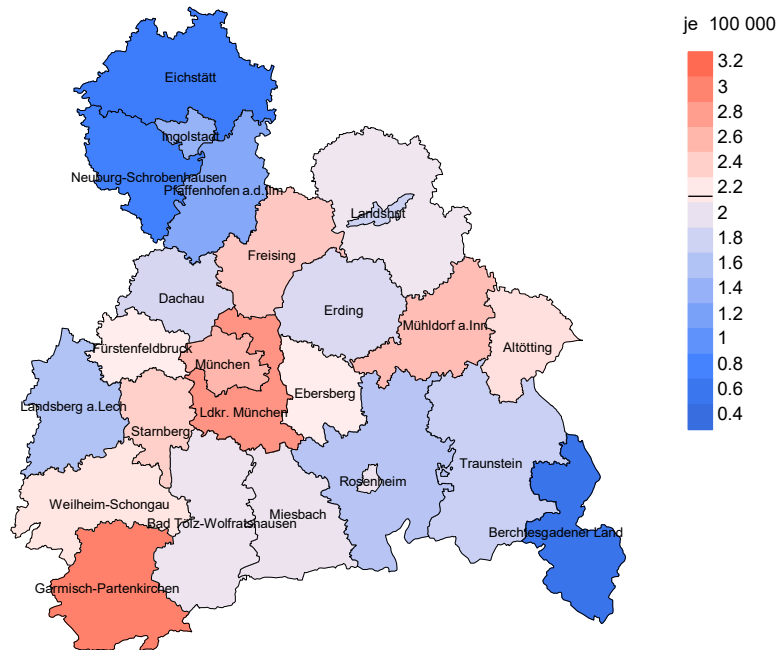 je 100 000
3.2
3
2.8
2.6
2.4
2.2
2
1.8
1.6
1.4
1.2
1
0.8
0.6
0.4
Eichstätt
Ingolstadt
Neuburg-Schrobenhausen
Pfaffenhofen a.d.Ilm
Landshut
Freising
Dachau
Erding
Mühldorf a.Inn
Altötting
Fürstenfeldbruck
München
Ebersberg
Landsberg a.Lech
Ldkr. München
Starnberg
Traunstein
Rosenheim
Weilheim-Schongau
Miesbach
Bad Tölz-Wolfratshausen
Berchtesgadener Land
Garmisch-Partenkirchen